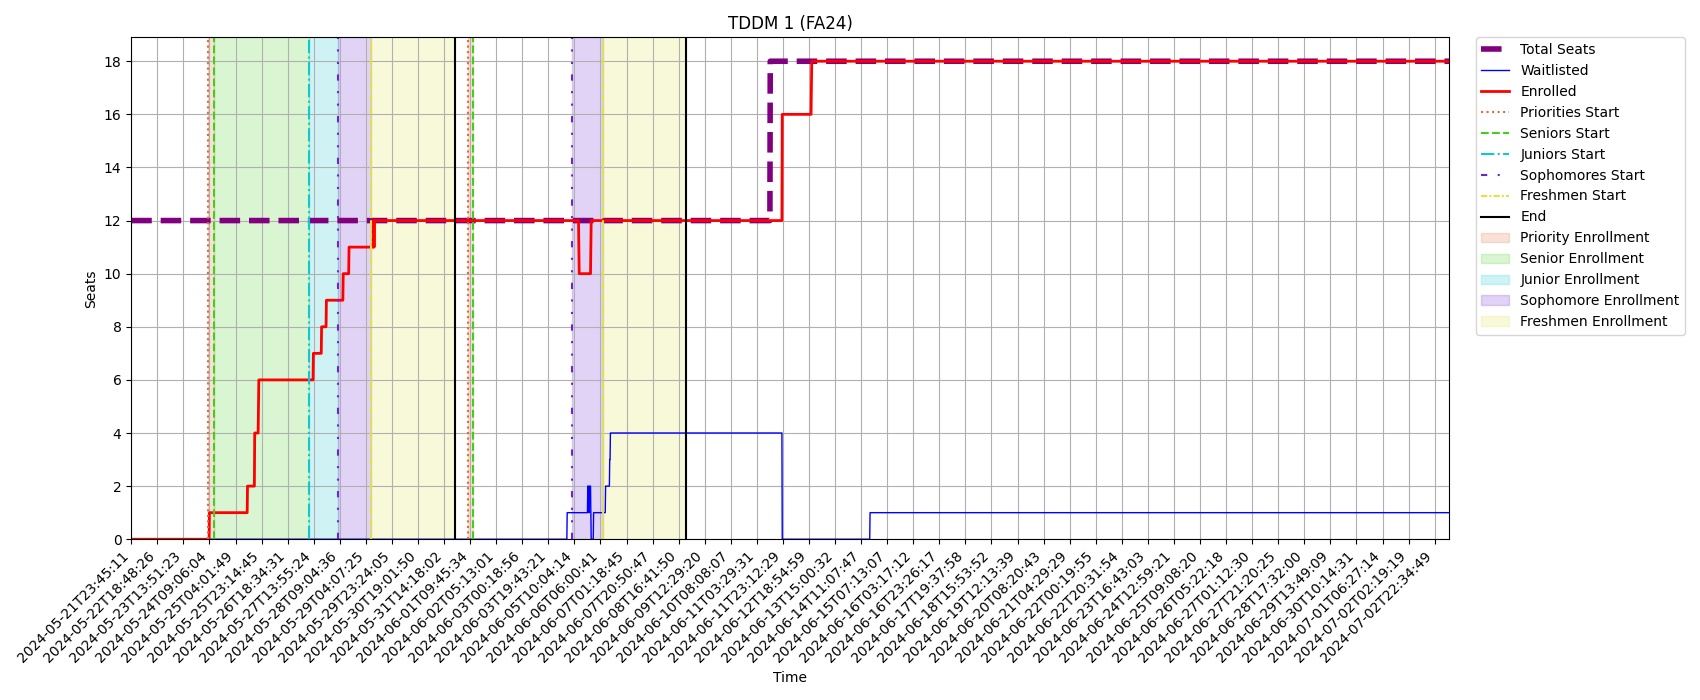 TDDM 1 (FA24)
Seats
18
16
14
12
10
8
6
4
2
0
Total Seats
Waitlisted
Enrolled
Priorities Start
Seniors Start
Juniors Start
Sophomores Start
Freshmen Start
End
Priority Enrollment
Senior Enrollment
Junior Enrollment
Sophomore Enrollment
Freshmen Enrollment
2024-05-21T23:45:11
2024-05-22T18:48:26
2024-05-23T13:51:23
2024-05-24T09:06:04
2024-05-25T04:01:49
2024-05-25T23:14:45
2024-05-26T18:34:31
2024-05-27T13:55:24
2024-05-28T09:04:36
2024-05-29T04:07:25
2024-05-29T23:24:05
2024-05-30T19:01:50
2024-05-31T14:18:02
2024-06-01T09:45:34
2024-06-02T05:13:01
2024-06-03T00:18:56
2024-06-03T19:43:21
2024-06-05T10:04:14
2024-06-06T06:00:41
2024-06-07T01:18:45
2024-06-07T20:50:47
2024-06-08T16:41:50
2024-06-09T12:29:20
2024-06-10T08:08:07
2024-06-11T03:29:31
2024-06-11T23:12:29
2024-06-12T18:54:59
2024-06-13T15:00:32
2024-06-14T11:07:47
2024-06-15T07:13:07
2024-06-16T03:17:12
2024-06-16T23:26:17
2024-06-17T19:37:58
2024-06-18T15:53:52
2024-06-19T12:13:39
2024-06-20T08:20:43
2024-06-21T04:29:29
2024-06-22T00:19:55
2024-06-22T20:31:54
2024-06-23T16:43:03
2024-06-24T12:59:21
2024-06-25T09:08:20
2024-06-26T05:22:18
2024-06-27T01:12:30
2024-06-27T21:20:25
2024-06-28T17:32:00
2024-06-29T13:49:09
2024-06-30T10:14:31
2024-07-01T06:27:14
2024-07-02T02:19:19
2024-07-02T22:34:49
Time